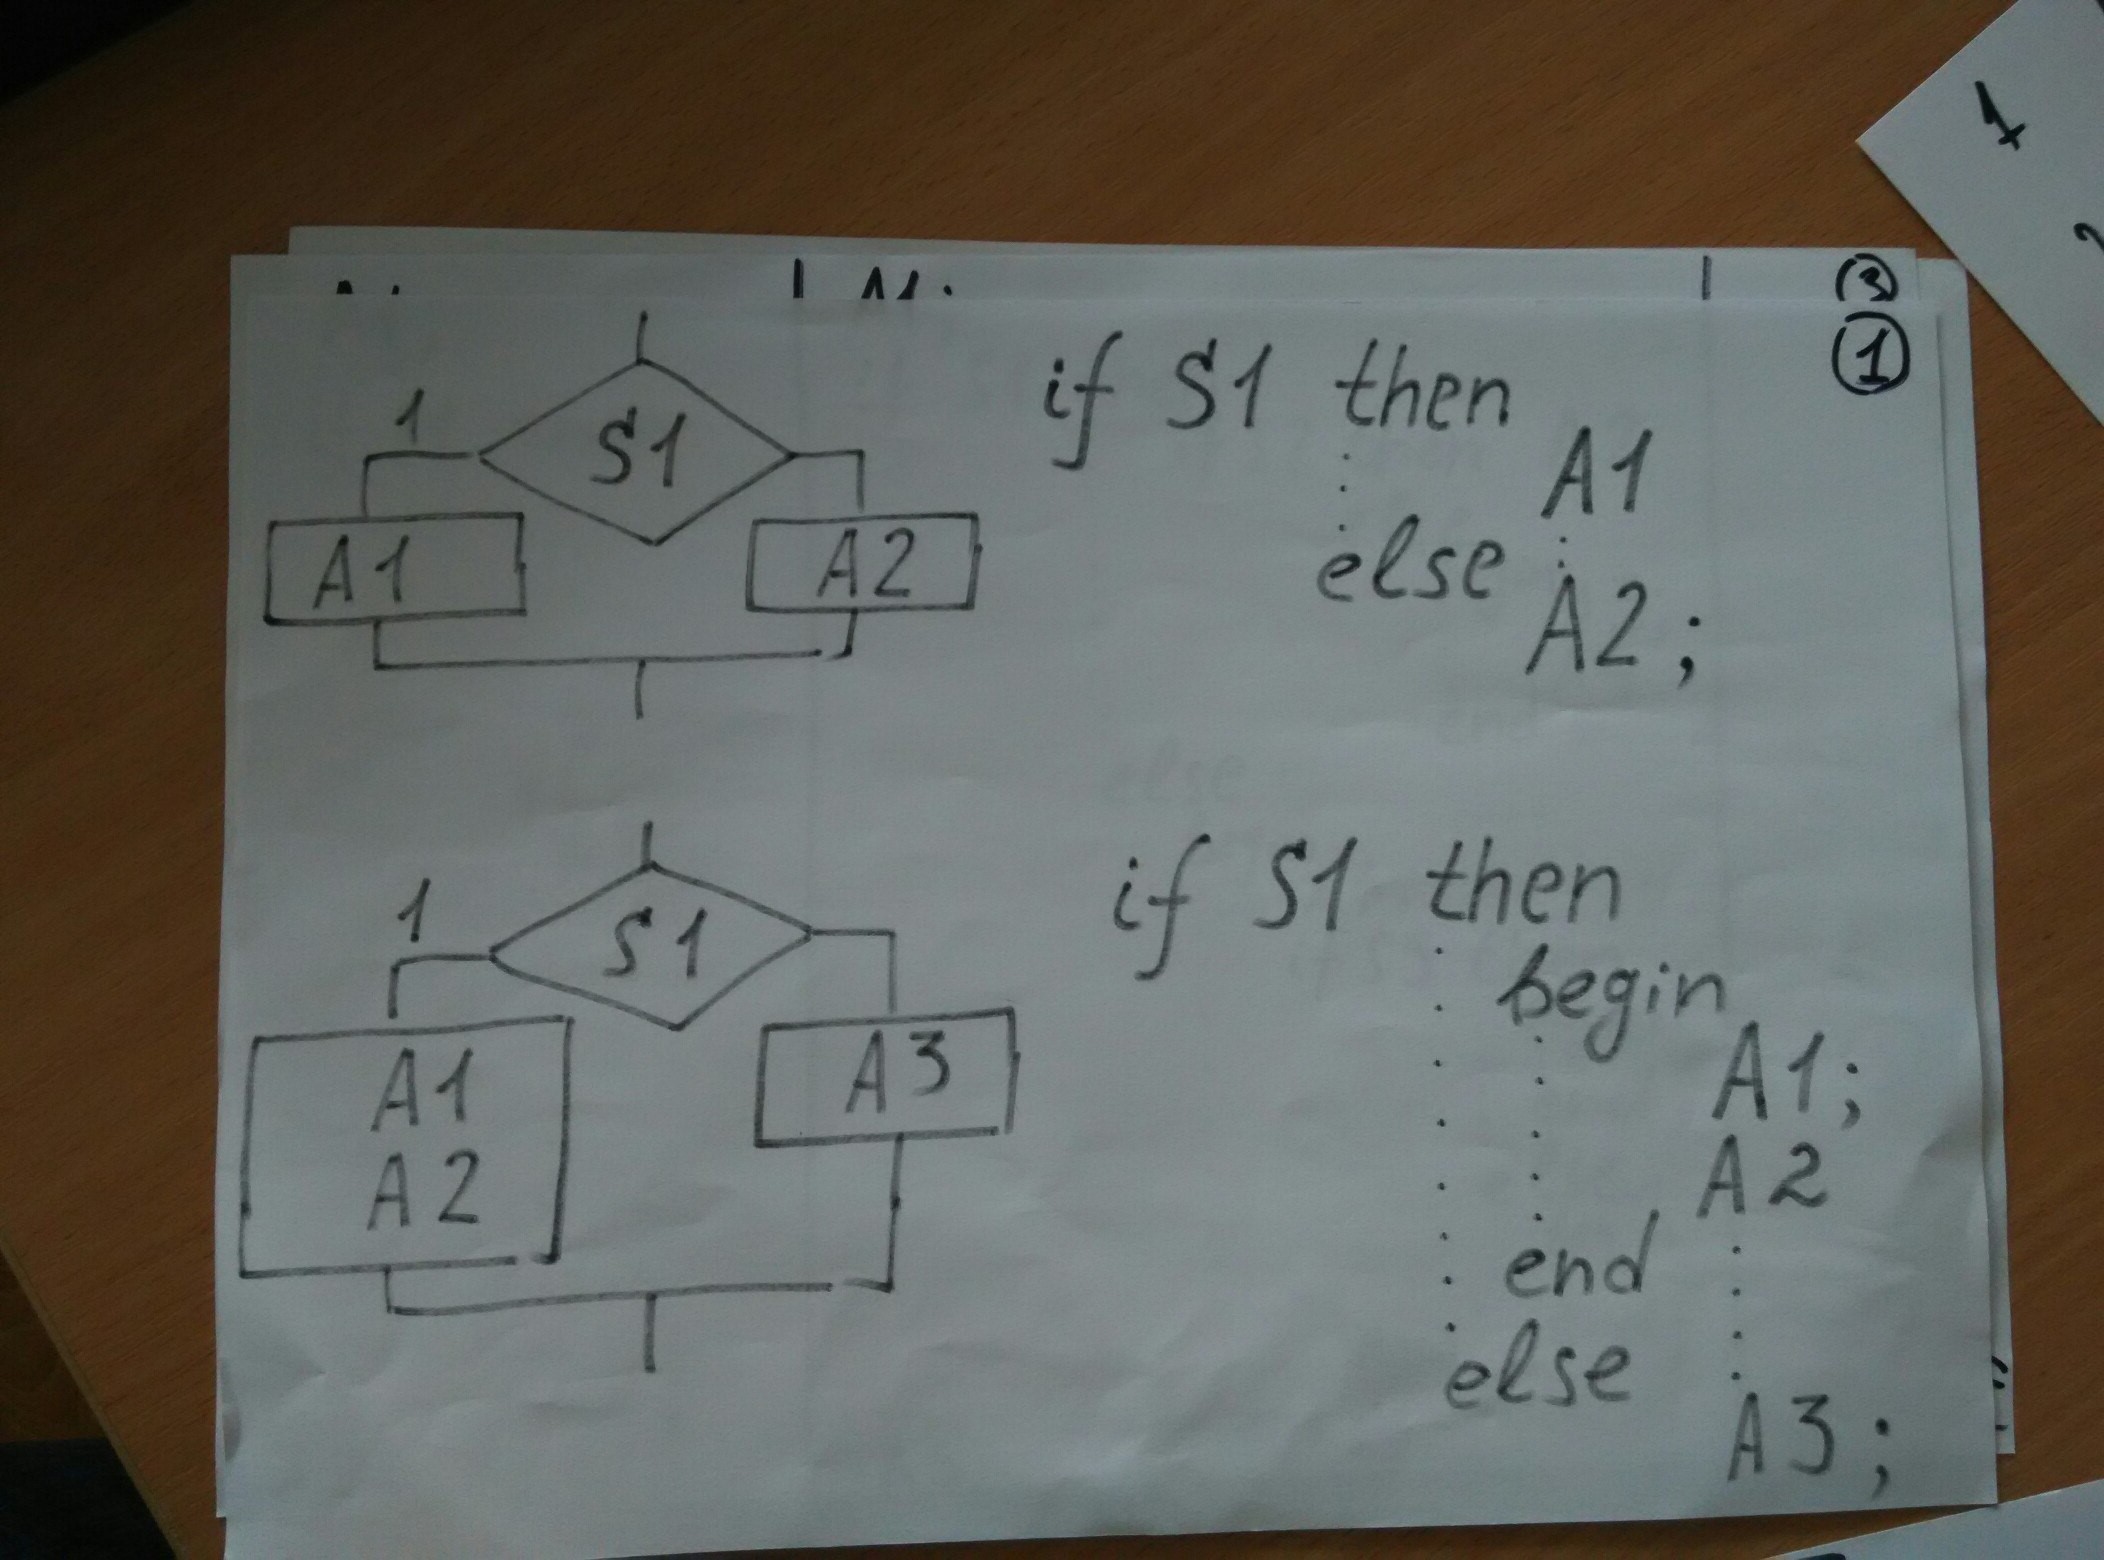 1
3
1
S1
1
A1
A2
if S1 then
A1
else
A2;
S1
1
A1
A2
A3
if S1 then
begin
A1;
A2
end
else
A3;